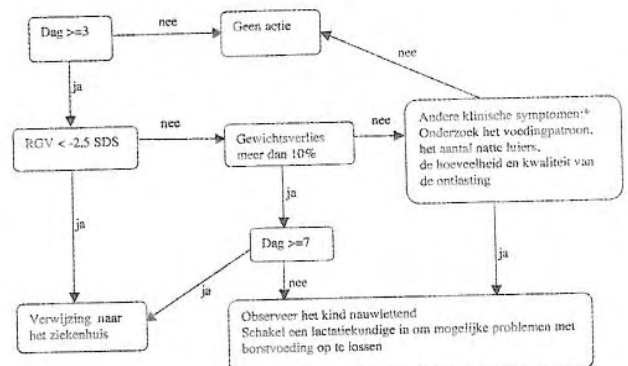 Dag >=3
nee
Geen actie
nee
ja
Andere klinische symptomen:*
Onderzoek het voedingpatroon,
het aantal natte luiers,
de hoeveelheid en kwaliteit van
de ontlasting
RGV < -2.5 SDS
nee
Gewichtsverlies
meer dan 10%
nee
ja
ja
ja
Dag >=7
ja
nee
Verwijzing naar
het ziekenhuis
Observeer het kind nauwlettend
Schakel een lactatiekundige in om mogelijke problemen met
borstvoeding op te lossen